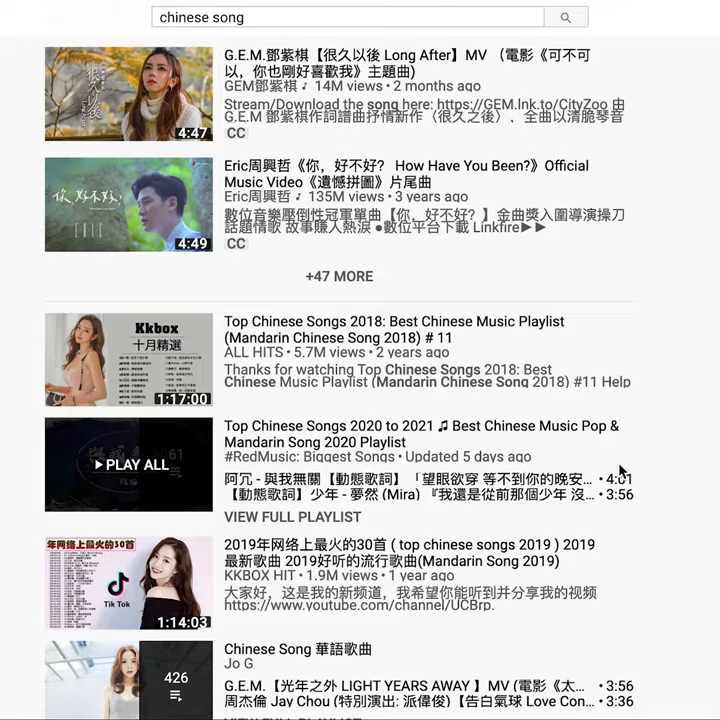 chinese song
G.E.M.鄧紫棋【很久以後 Long After】MV （電影《可不可
以，你也剛好喜歡我》主題曲）
GEM鄧紫棋 ♪ 14M views • 2 months ago
Stream/Download the song here: https://GEM.lnk.to/CityZoo 由
G.E.M 鄧紫棋作詞譜曲抒情新作〈很久之後〉，全曲以清脆琴音
CC
很久以後
4:47
Eric周興哲《你，好不好？ How Have You Been?》Official
Music Video《遺憾拼圖》片尾曲
Eric周興哲 ♪ 135M views • 3 years ago
數位音樂壓倒性冠軍單曲【你，好不好？】金曲獎入圍導演操刀
話題情歌 故事賺人熱淚 ●數位平台下載 Linkfire►►
CC
你，好不好？
4:49
+47 MORE
Top Chinese Songs 2018: Best Chinese Music Playlist
(Mandarin Chinese Song 2018) # 11
ALL HITS • 5.7M views • 2 years ago
Thanks for watching Top Chinese Songs 2018: Best
Chinese Music Playlist (Mandarin Chinese Song 2018) #11 Help
Kkbox
十月精選
1:17:00
Top Chinese Songs 2020 to 2021 ♫ Best Chinese Music Pop &
Mandarin Song 2020 Playlist
#RedMusic: Biggest Songs • Updated 5 days ago
阿冗 - 與我無關【動態歌詞】「望眼欲穿 等不到你的晚安... • 4:01
【動態歌詞】少年 - 夢然 (Mira) 『我還是從前那個少年 沒... • 3:56
VIEW FULL PLAYLIST
61
▶ PLAY ALL
2019年网络上最火的30首 ( top chinese songs 2019 ) 2019
最新歌曲 2019好听的流行歌曲(Mandarin Song 2019)
KKBOX HIT • 1.9M views • 1 year ago
大家好，这是我的新频道，我希望你能听到并分享我的视频
https://www.youtube.com/channel/UCBrp.
年网络上最火的30首
Tik Tok
1:14:03
Chinese Song 華語歌曲
Jo G
G.E.M.【光年之外 LIGHT YEARS AWAY 】MV (電影《太... • 3:56
周杰倫 Jay Chou (特別演出: 派偉俊)【告白氣球 Love Con... • 3:36
426
VIEW FULL PLAYLIST